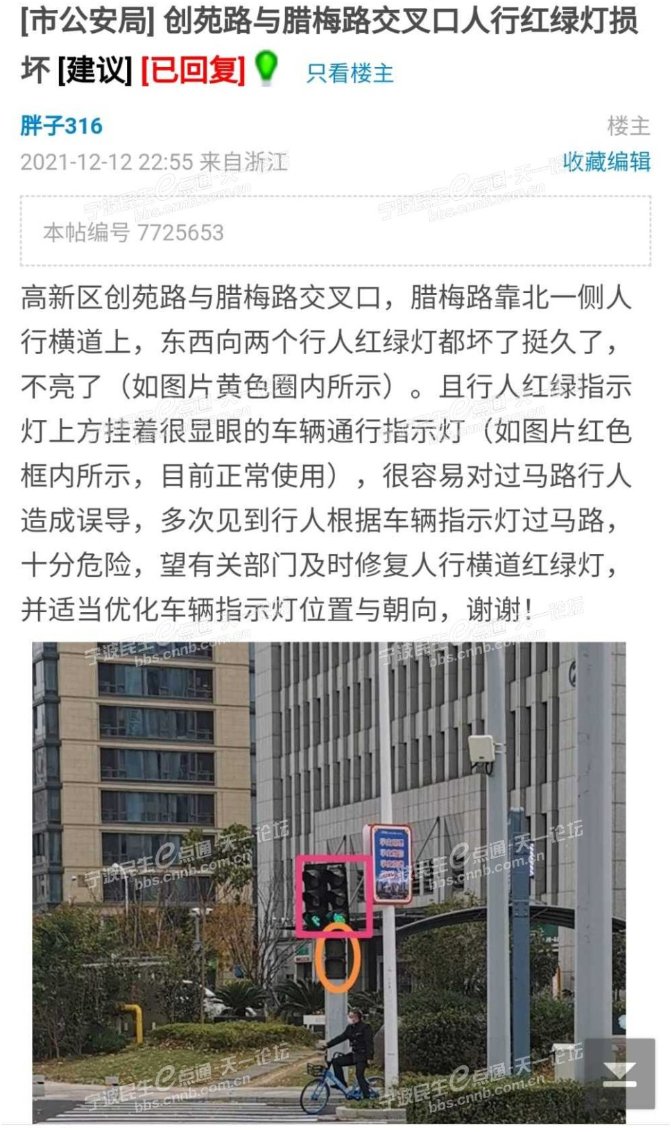 [市公安局] 创苑路与腊梅路交叉口人行红绿灯损
坏 [建议] [已回复] 只看楼主
胖子316 楼主
2021-12-12 22:55 来自浙江 收藏编辑
本帖编号 7725653
高新区创苑路与腊梅路交叉口，腊梅路靠北一侧人
行横道上，东西向两个行人红绿灯都坏了挺久了，
不亮了（如图片黄色圈内所示）。且行人红绿指示
灯上方挂着很显眼的车辆通行指示灯（如图片红色
框内所示，目前正常使用），很容易对过马路行人
造成误导，多次见到行人根据车辆指示灯过马路，
十分危险，望有关部门及时修复人行横道红绿灯，
并适当优化车辆指示灯位置与朝向，谢谢！
宁波民生e点通·天一论坛
bbs.cnnb.com.cn